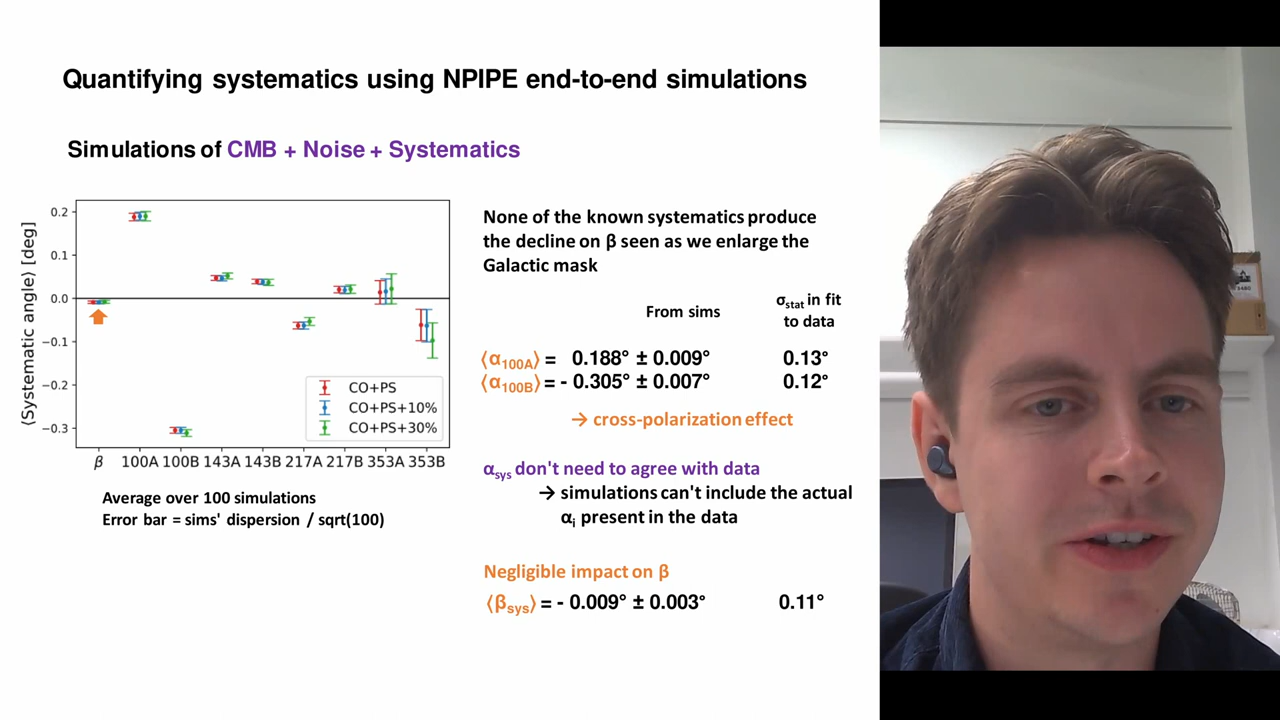 Quantifying systematics using NPIPE end-to-end simulations
Simulations of CMB + Noise + Systematics
⟨Systematic angle⟩ [deg]
0.2
0.1
0.0
−0.1
−0.2
−0.3
CO+PS
CO+PS+10%
CO+PS+30%
β 100A 100B 143A 143B 217A 217B 353A 353B
Average over 100 simulations
Error bar = sims' dispersion / sqrt(100)
None of the known systematics produce
the decline on β seen as we enlarge the
Galactic mask
From sims
σstat in fit
to data
⟨α100A⟩ = 0.188° ± 0.009° 0.13°
⟨α100B⟩ = - 0.305° ± 0.007° 0.12°
→ cross-polarization effect
αsys don't need to agree with data
→ simulations can't include the actual
αi present in the data
Negligible impact on β
⟨βsys⟩ = - 0.009° ± 0.003° 0.11°